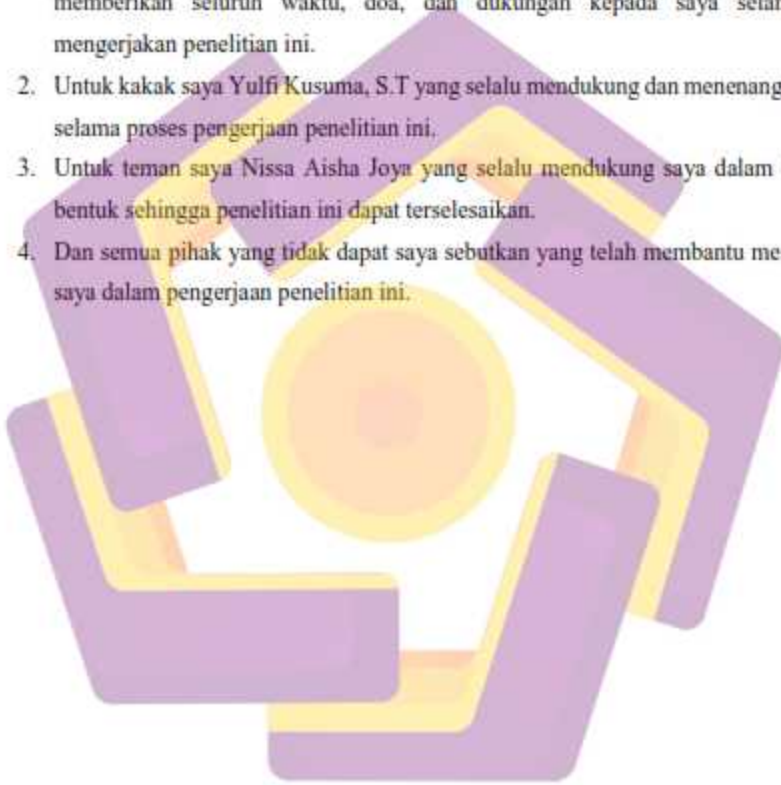 memberikan seluruh waktu, doa, dan dukungan kepada saya
mengerjakan penelitian ini.
2. Untuk kakak saya Yulfi Kusuma, S.T yang selalu mendukung dan
selama proses pengerjaan penelitian ini.
3. Untuk teman saya Nissa Aisha Joya yang selalu mendukung saya dalam
bentuk sehingga penelitian ini dapat terselesaikan.
4. Dan semua pihak yang tidak dapat saya sebutkan yang telah membantu
saya dalam pengerjaan penelitian ini.